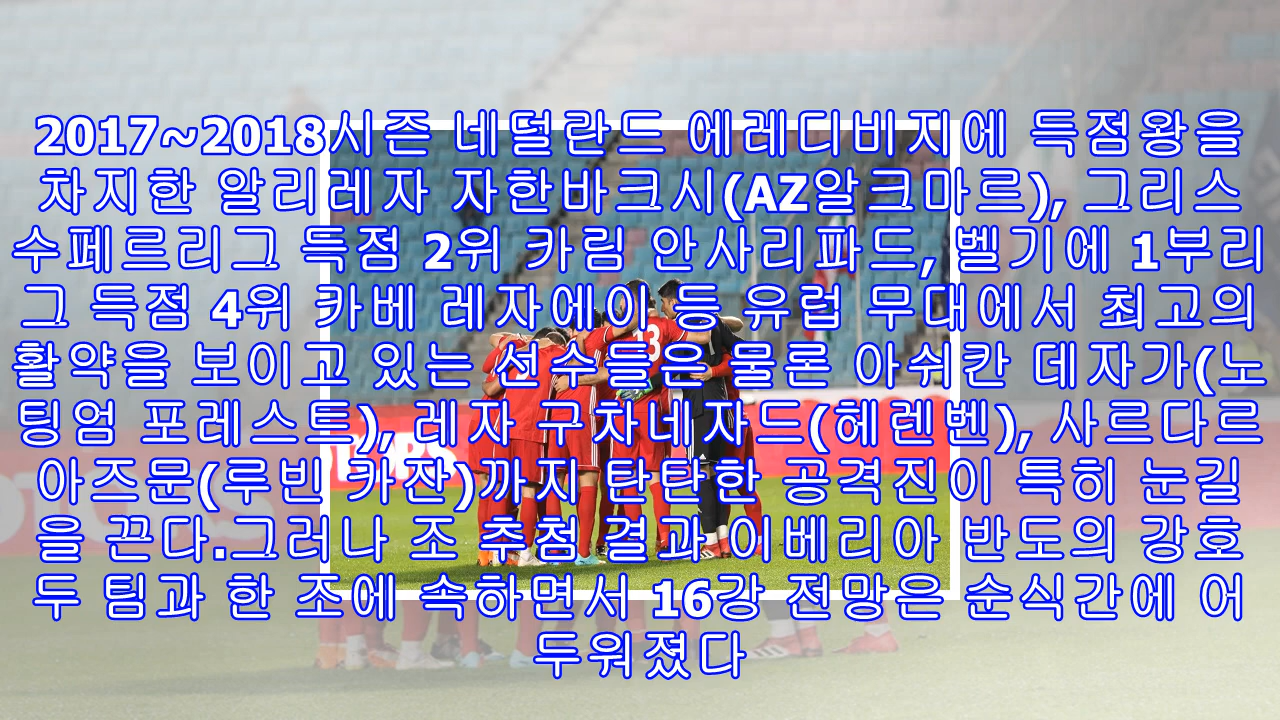 2017~2018시즌 네덜란드 에레디비지에 득점왕을
차지한 알리레자 자한바크시(AZ알크마르), 그리스
수페르리그 득점 2위 카림 안사리파드, 벨기에 1부리
그 득점 4위 카베 레자에이 등 유럽 무대에서 최고의
활약을 보이고 있는 선수들은 물론 아쉬칸 데자가(노
팅엄 포레스트), 레자 구차네자드(헤렌벤), 사르다르
아즈문(루빈 카잔)까지 탄탄한 공격진이 특히 눈길
을 끈다.그러나 조 추첨 결과 이베리아 반도의 강호
두 팀과 한 조에 속하면서 16강 전망은 순식간에 어
두워졌다
13